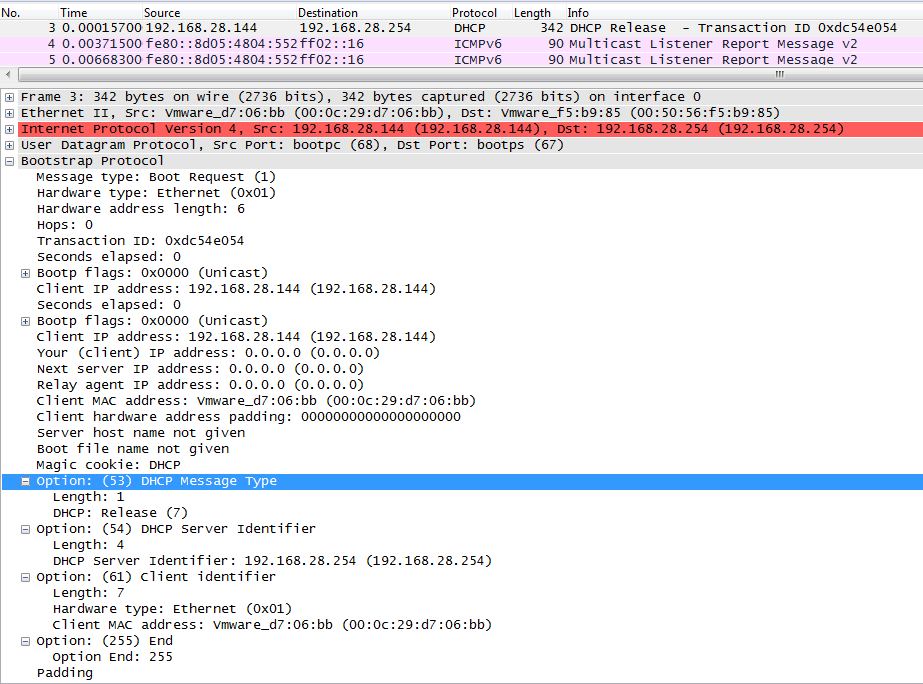 No. Time Source Destination Protocol Length Info
3 0.00015700 192.168.28.144 192.168.28.254 DHCP 342 DHCP Release - Transaction ID 0xdc54e054
4 0.00371500 fe80::8d05:4804:552 ff02::16 ICMPv6 90 Multicast Listener Report Message v2
5 0.00668300 fe80::8d05:4804:552 ff02::16 ICMPv6 90 Multicast Listener Report Message v2
Frame 3: 342 bytes on wire (2736 bits), 342 bytes captured (2736 bits) on interface 0
Ethernet II, Src: Vmware_d7:06:bb (00:0c:29:d7:06:bb), Dst: Vmware_f5:b9:85 (00:50:56:f5:b9:85)
Internet Protocol Version 4, Src: 192.168.28.144 (192.168.28.144), Dst: 192.168.28.254 (192.168.28.254)
User Datagram Protocol, Src Port: bootpc (68), Dst Port: bootps (67)
Bootstrap Protocol
Message type: Boot Request (1)
Hardware type: Ethernet (0x01)
Hardware address length: 6
Hops: 0
Transaction ID: 0xdc54e054
Seconds elapsed: 0
Bootp flags: 0x0000 (Unicast)
Client IP address: 192.168.28.144 (192.168.28.144)
Seconds elapsed: 0
Bootp flags: 0x0000 (Unicast)
Client IP address: 192.168.28.144 (192.168.28.144)
Your (client) IP address: 0.0.0.0 (0.0.0.0)
Next server IP address: 0.0.0.0 (0.0.0.0)
Relay agent IP address: 0.0.0.0 (0.0.0.0)
Client MAC address: Vmware_d7:06:bb (00:0c:29:d7:06:bb)
Client hardware address padding: 00000000000000000000
Server host name not given
Boot file name not given
Magic cookie: DHCP
Option: (53) DHCP Message Type
Length: 1
DHCP: Release (7)
Option: (54) DHCP Server Identifier
Length: 4
DHCP Server Identifier: 192.168.28.254 (192.168.28.254)
Option: (61) Client identifier
Length: 7
Hardware type: Ethernet (0x01)
Client MAC address: Vmware_d7:06:bb (00:0c:29:d7:06:bb)
Option: (255) End
Option End: 255
Padding